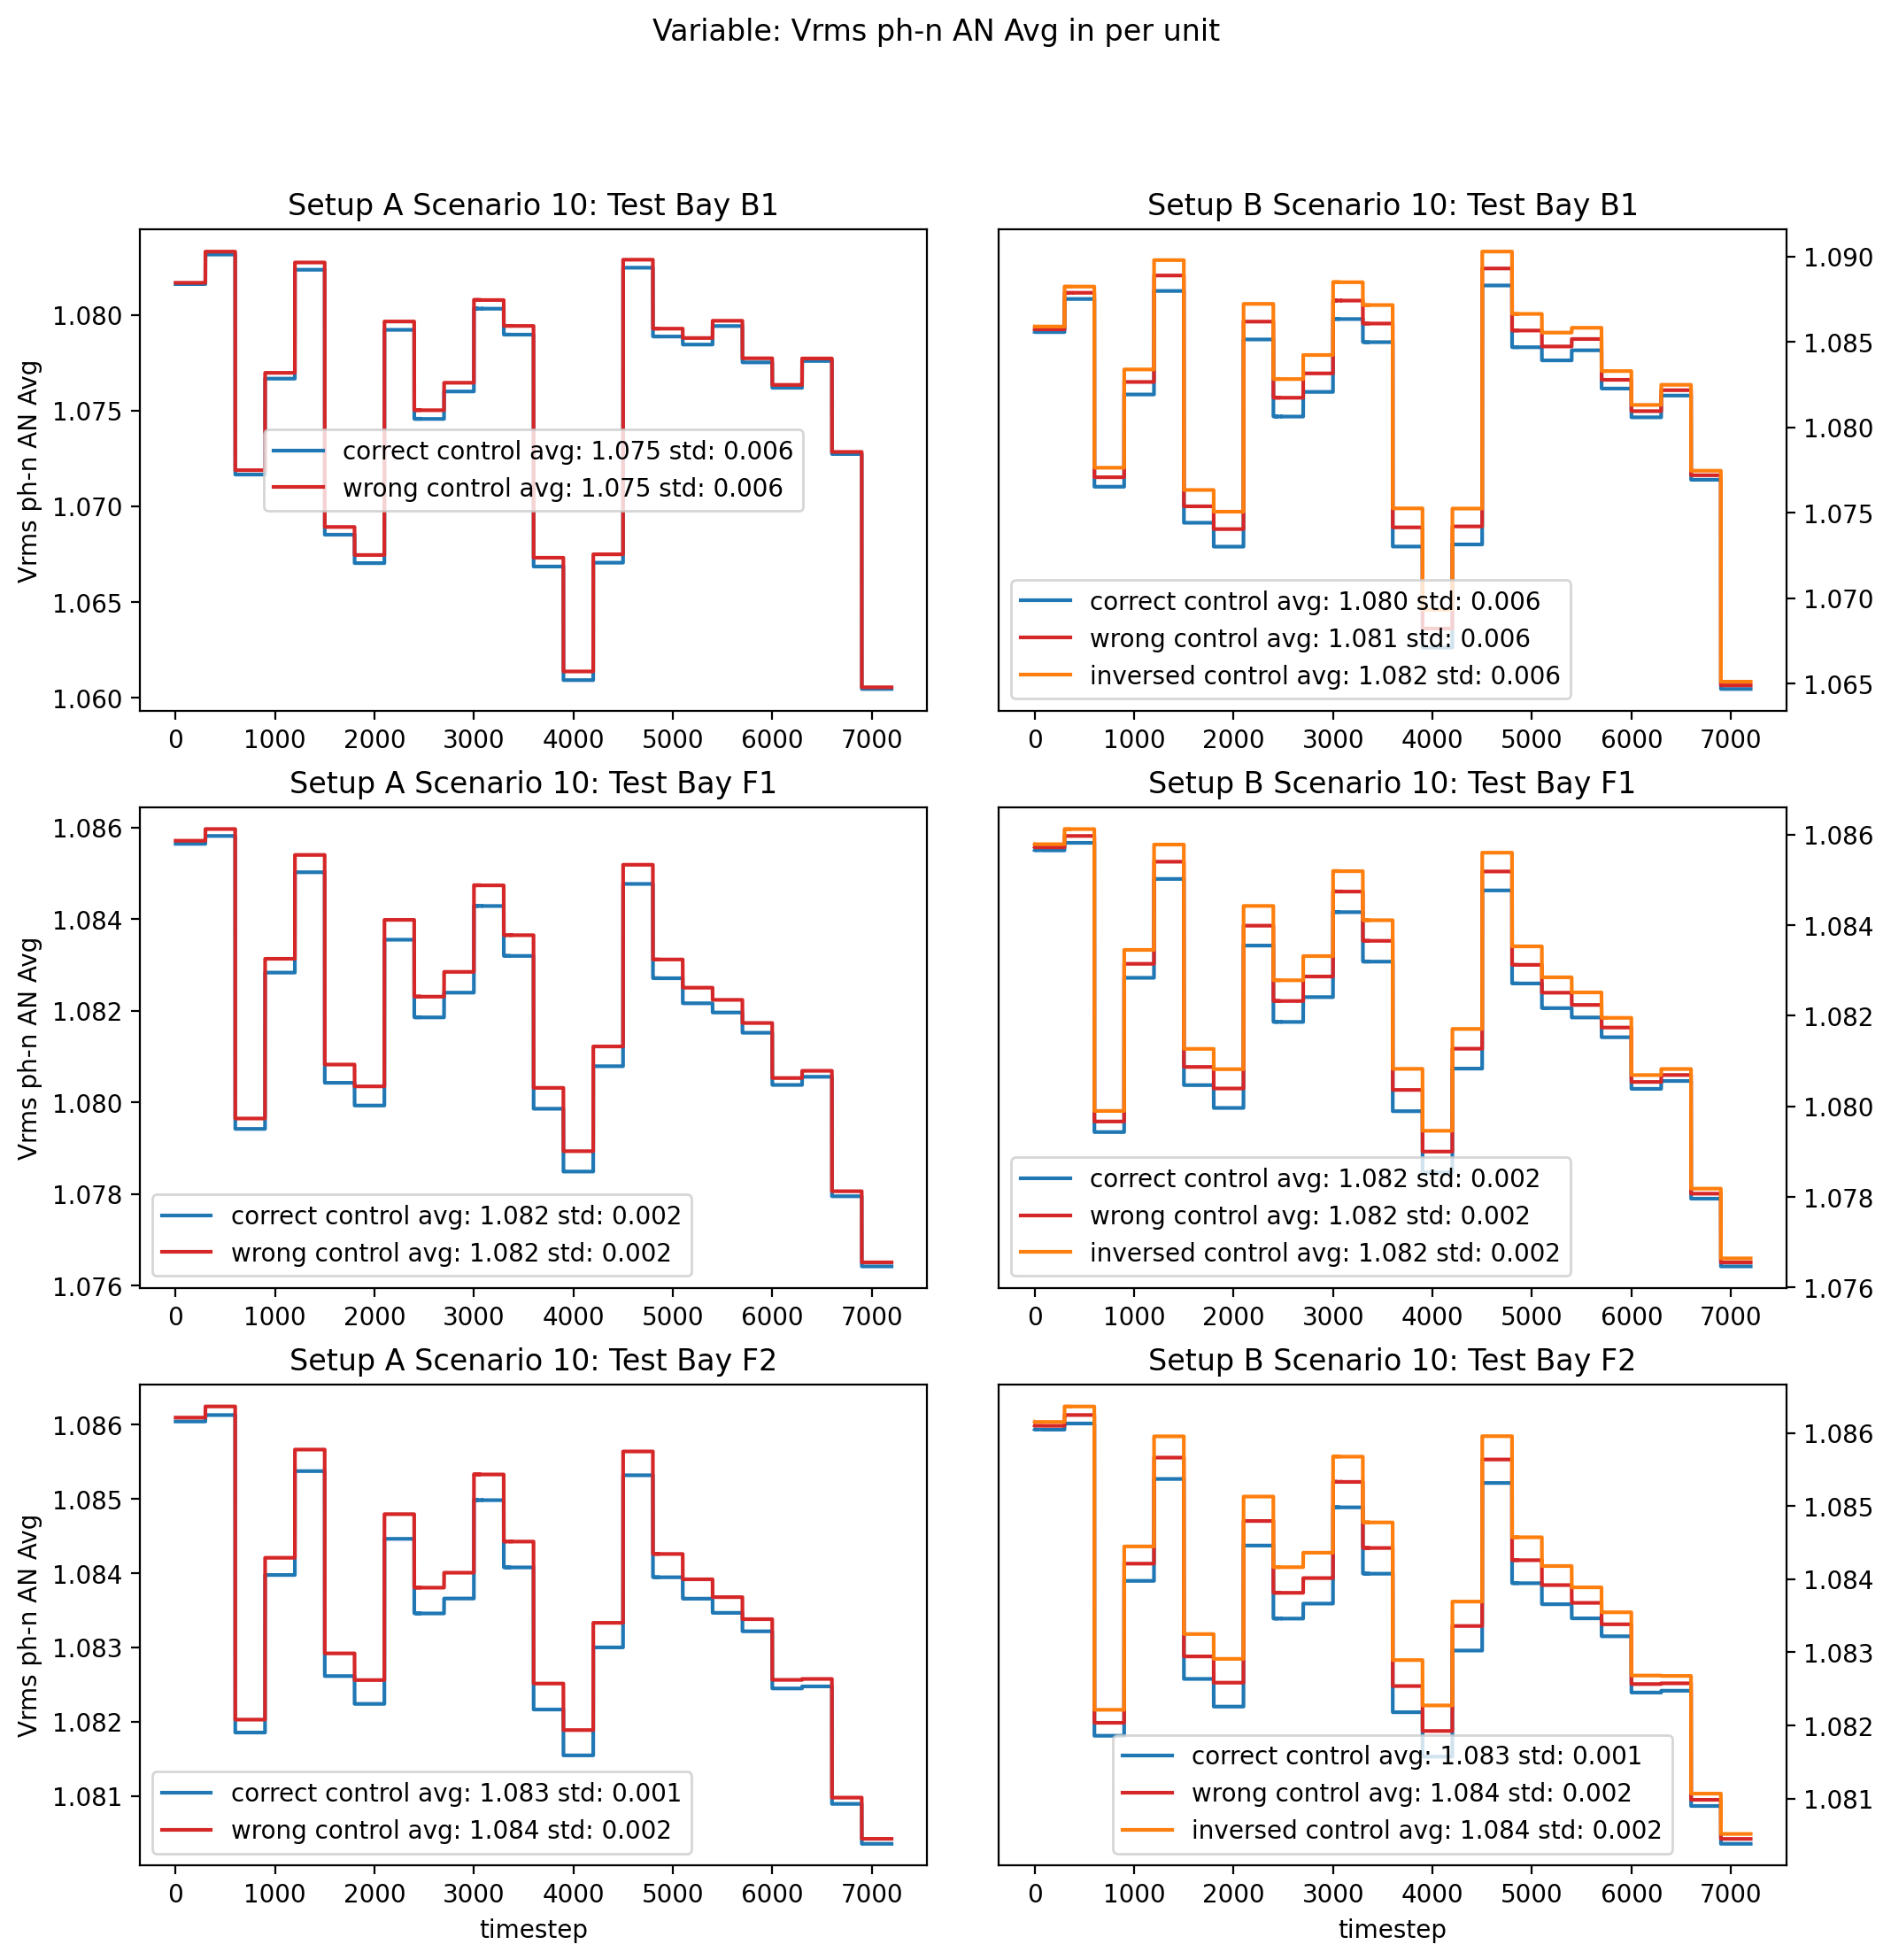 Variable: Vrms ph-n AN Avg in per unit
Setup A Scenario 10: Test Bay B1
Vrms ph-n AN Avg
1.080
1.075
1.070
1.065
1.060
correct control avg: 1.075 std: 0.006
wrong control avg: 1.075 std: 0.006
0 1000 2000 3000 4000 5000 6000 7000
Setup B Scenario 10: Test Bay B1
1.090
1.085
1.080
1.075
1.070
1.065
correct control avg: 1.080 std: 0.006
wrong control avg: 1.081 std: 0.006
inversed control avg: 1.082 std: 0.006
0 1000 2000 3000 4000 5000 6000 7000
Setup A Scenario 10: Test Bay F1
Vrms ph-n AN Avg
1.086
1.084
1.082
1.080
1.078
1.076
correct control avg: 1.082 std: 0.002
wrong control avg: 1.082 std: 0.002
0 1000 2000 3000 4000 5000 6000 7000
Setup B Scenario 10: Test Bay F1
1.086
1.084
1.082
1.080
1.078
1.076
correct control avg: 1.082 std: 0.002
wrong control avg: 1.082 std: 0.002
inversed control avg: 1.082 std: 0.002
0 1000 2000 3000 4000 5000 6000 7000
Setup A Scenario 10: Test Bay F2
Vrms ph-n AN Avg
1.086
1.085
1.084
1.083
1.082
1.081
correct control avg: 1.083 std: 0.001
wrong control avg: 1.084 std: 0.002
0 1000 2000 3000 4000 5000 6000 7000
timestep
Setup B Scenario 10: Test Bay F2
1.086
1.085
1.084
1.083
1.082
1.081
correct control avg: 1.083 std: 0.001
wrong control avg: 1.084 std: 0.002
inversed control avg: 1.084 std: 0.002
0 1000 2000 3000 4000 5000 6000 7000
timestep